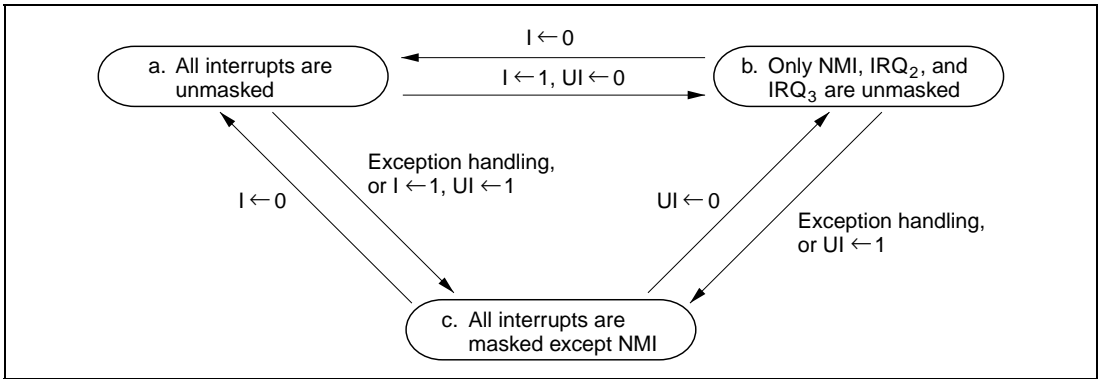 I ← 0
a. All interrupts are
unmasked
I ← 1, UI ← 0
b. Only NMI, IRQ₂, and
IRQ₃ are unmasked
Exception handling,
or I ← 1, UI ← 1
I ← 0
UI ← 0
Exception handling,
or UI ← 1
c. All interrupts are
masked except NMI